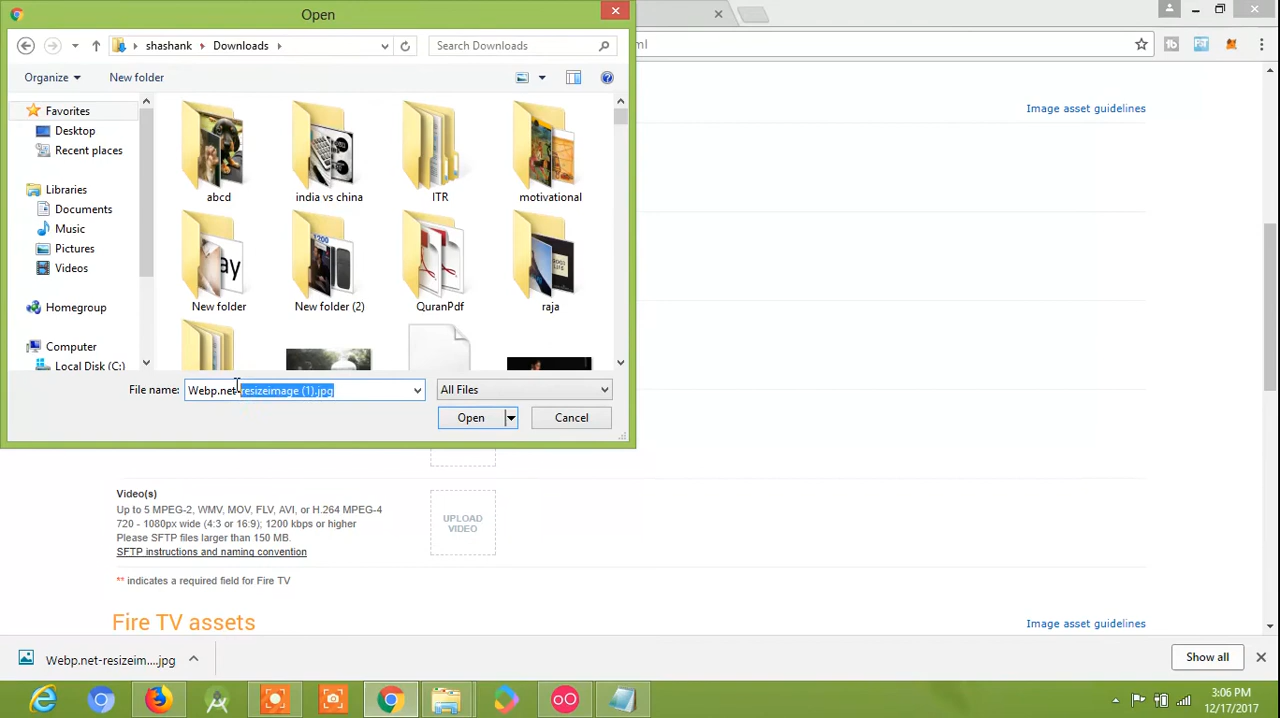 Open
shashank
Downloads
Search Downloads
ml
Organize
New folder
Favorites
Desktop
Recent places
Libraries
Documents
Music
Pictures
Videos
Homegroup
Computer
Local Disk (C:)
abcd
india vs china
ITR
motivational
ay
1200
New folder
New folder (2)
QuranPdf
raja
File name:
Webp.net-resizeimage (1).jpg
All Files
Open
Cancel
Image asset guidelines
Video(s)
Up to 5 MPEG-2, WMV, MOV, FLV, AVI, or H.264 MPEG-4
720 - 1080px wide (4:3 or 16:9); 1200 kbps or higher
Please SFTP files larger than 150 MB.
SFTP instructions and naming convention
UPLOAD
VIDEO
** indicates a required field for Fire TV
Fire TV assets
Image asset guidelines
Webp.net-resizeim....jpg
Show all
3:06 PM
12/17/2017